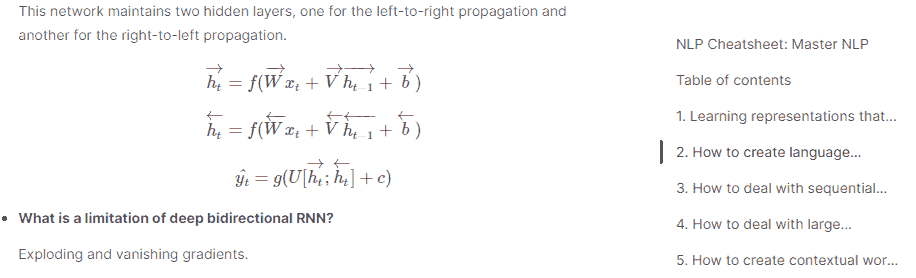 This network maintains two hidden layers, one for the left-to-right propagation and
another for the right-to-left propagation.
$\overrightarrow{h_t} = f(\overrightarrow{W} x_t + \overrightarrow{V} \overrightarrow{h_{t-1}} + \overrightarrow{b})$
$\overleftarrow{h_t} = f(\overleftarrow{W} x_t + \overleftarrow{V} \overleftarrow{h_{t-1}} + \overleftarrow{b})$
$\hat{y_t} = g(U[\overrightarrow{h_t}; \overleftarrow{h_t}] + c)$
• What is a limitation of deep bidirectional RNN?
Exploding and vanishing gradients.
NLP Cheatsheet: Master NLP
Table of contents
1. Learning representations that...
2. How to create language...
3. How to deal with sequential...
4. How to deal with large...
5. How to create contextual wor...